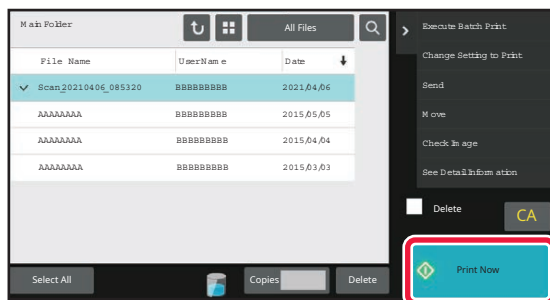 Main Folder
All Files
File Name UserName Date
Scan_20210406_085320 BBBBBBBBB 2021/04/06
AAAAAAAA BBBBBBBBB 2015/05/05
AAAAAAAA BBBBBBBBB 2015/04/04
AAAAAAAA BBBBBBBBB 2015/03/03
Select All
Copies
Delete
Execute Batch Print
Change Setting to Print
Send
Move
Check Image
See Detail Information
Delete
CA
Print Now